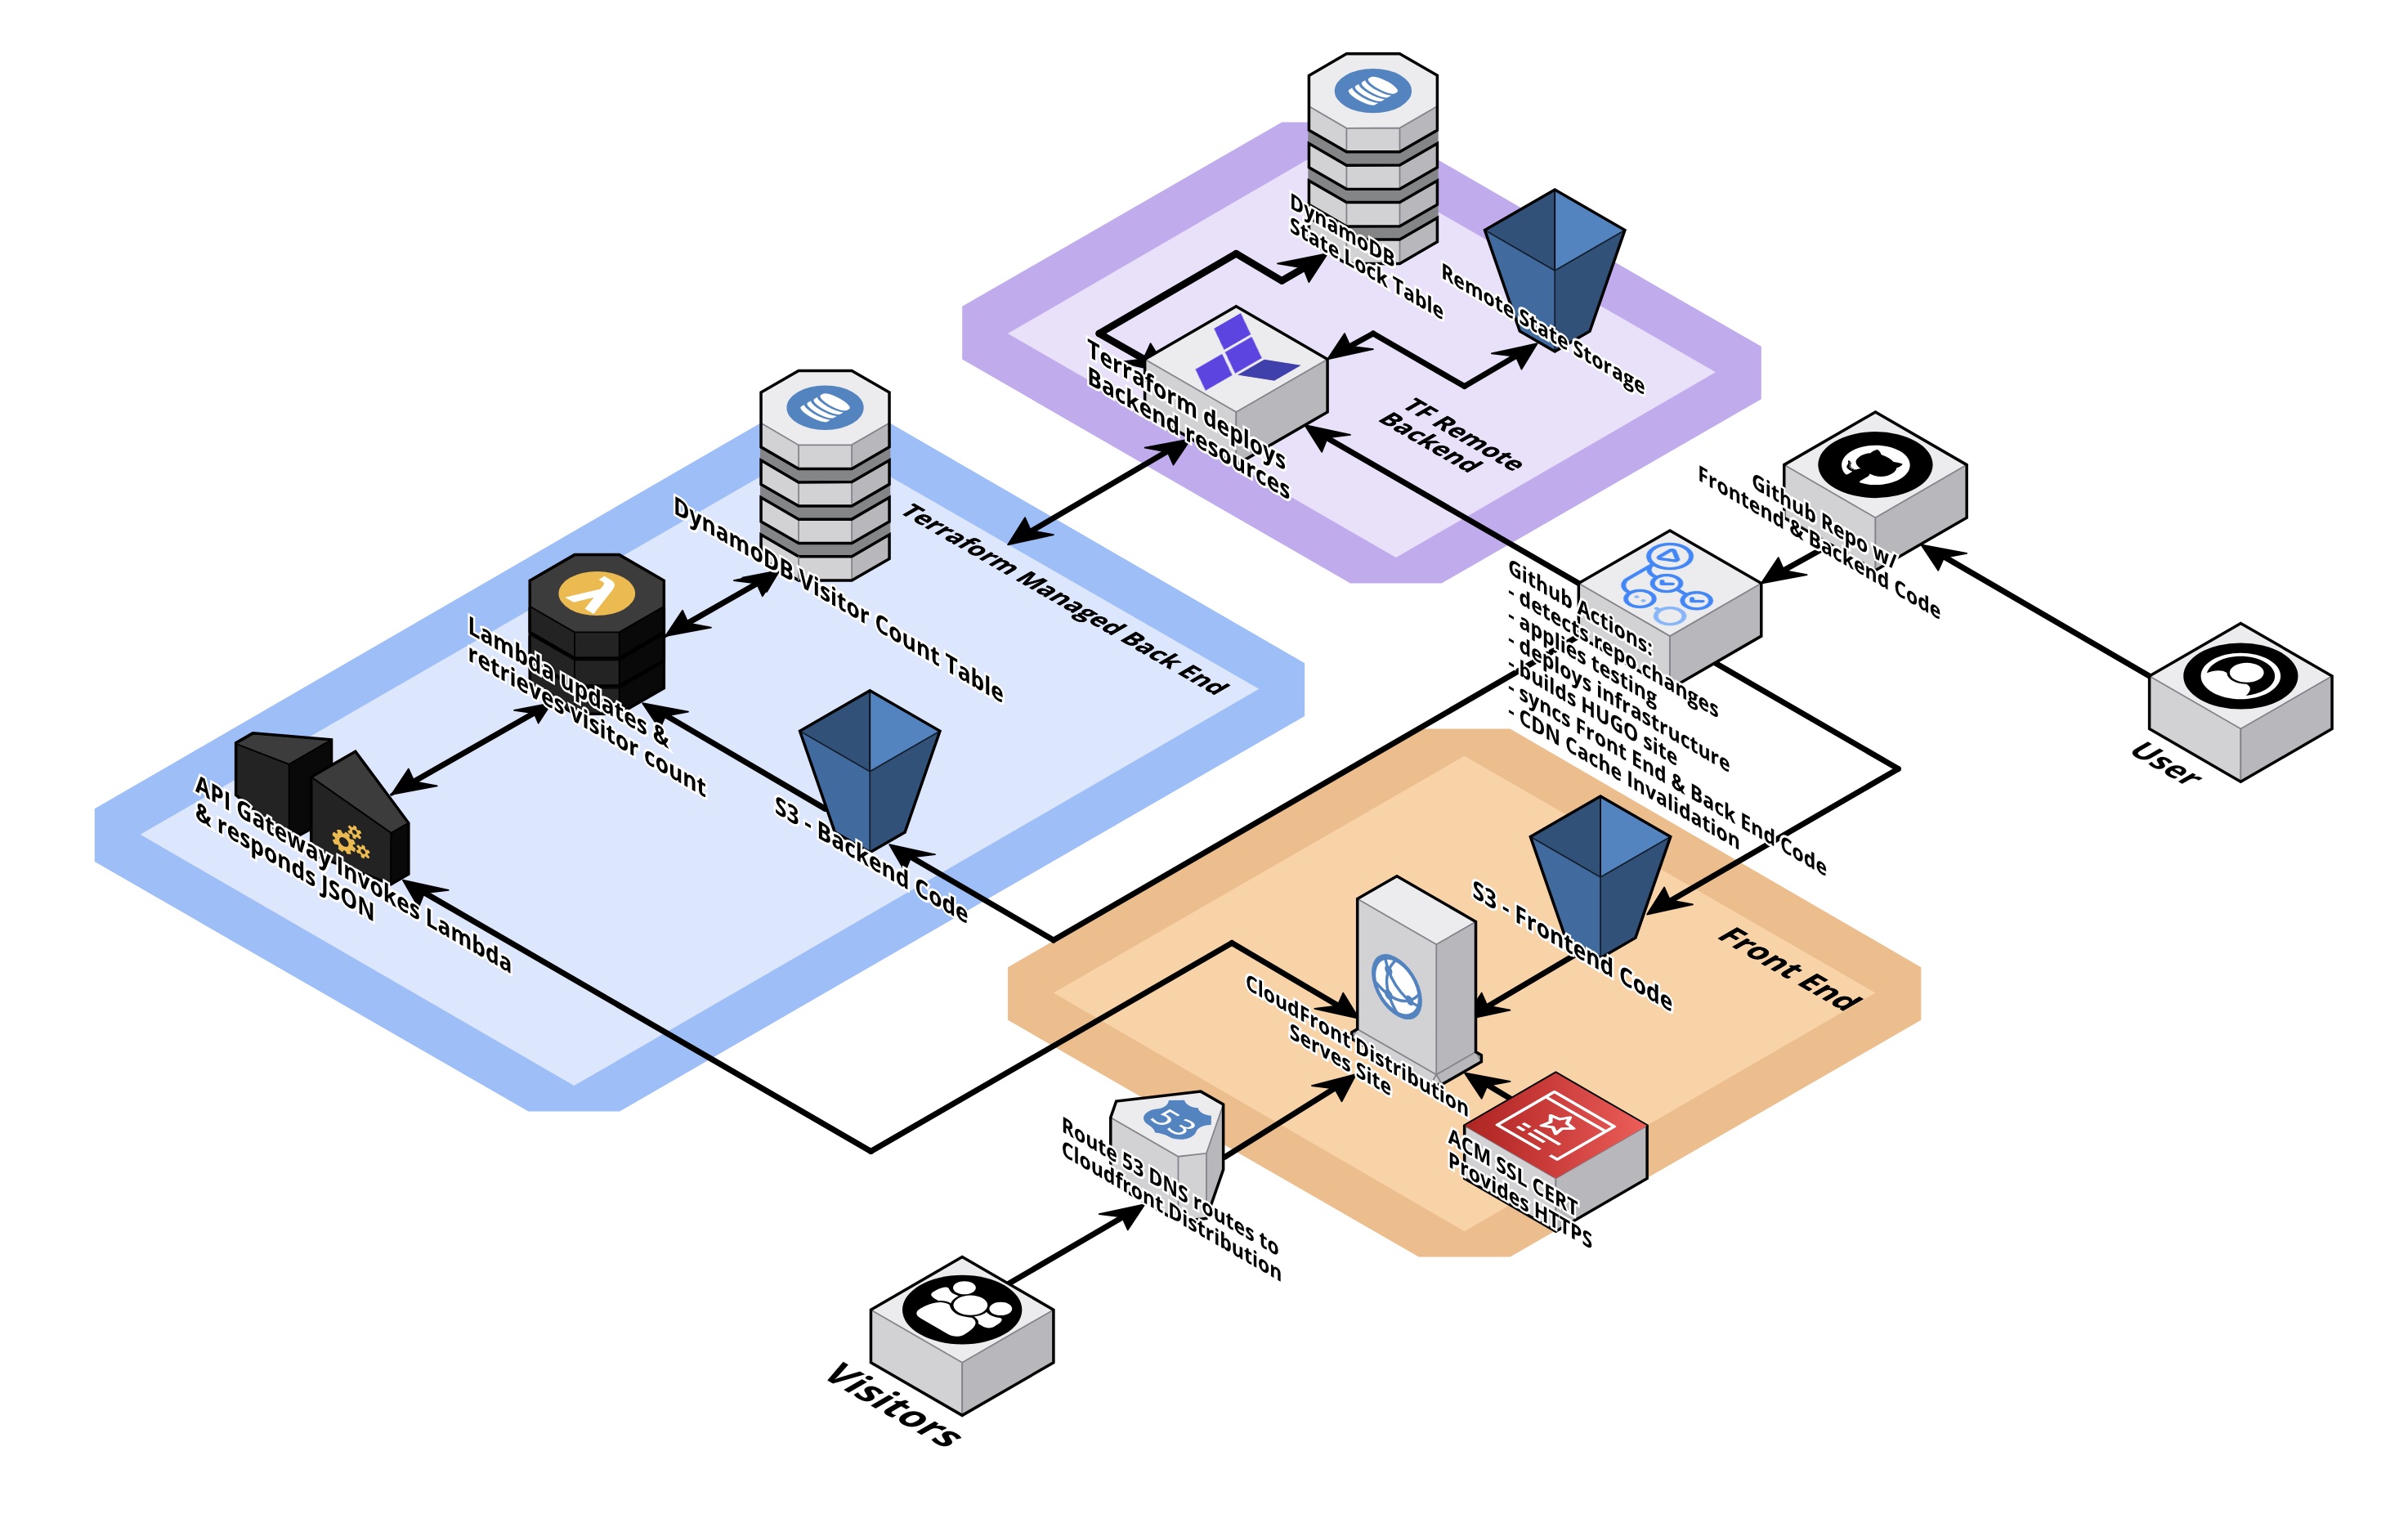 DynamoDB
State Lock Table
Remote State Storage
Terraform deploys
Backend resources
TF Remote
Backend
Github Repo w/
Frontend & Backend Code
User
DynamoDB Visitor Count Table
Terraform Managed Back End
Lambda updates &
retrieves visitor count
API Gateway Invokes Lambda
& responds JSON
S3 - Backend Code
Github Actions:
- detects repo changes
- applies testing
- deploys infrastructure
- builds HUGO site
- syncs Front End & Back End Code
- CDN Cache Invalidation
S3 - Frontend Code
Front End
CloudFront Distribution
Serves Site
53
Route 53 DNS routes to
Cloudfront Distribution
ACM SSL CERT
Provides HTTPS
Visitors